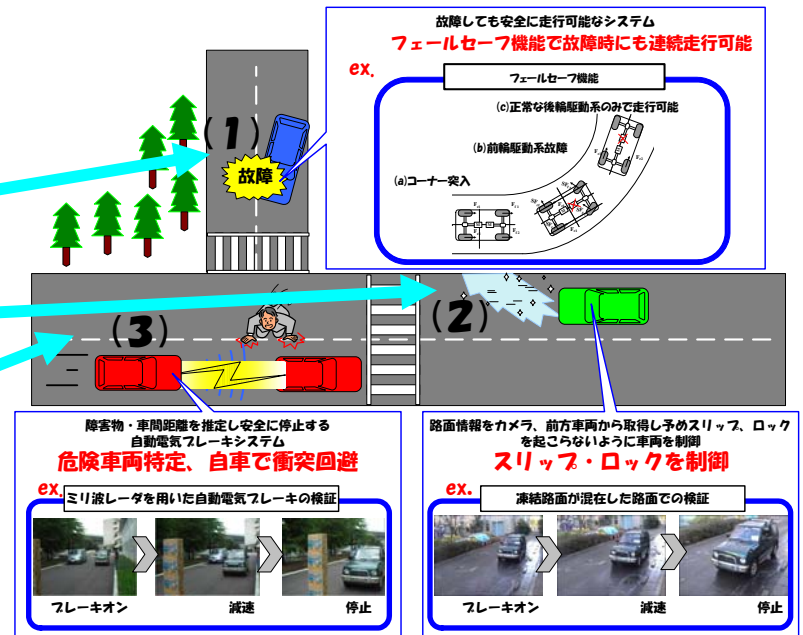 故障しても安全に走行可能なシステム
フェールセーフ機能で故障時にも連続走行可能
ex.
フェールセーフ機能
(c)正常な後輪駆動系のみで走行可能
(b)前輪駆動系故障
(a)コーナー突入
(1)
故障
(2)
(3)
障害物・車間距離を推定し安全に停止する
自動電気ブレーキシステム
危険車両特定、自車で衝突回避
ex.
ミリ波レーダを用いた自動電気ブレーキの検証
ブレーキオン
減速
停止
路面情報をカメラ、前方車両から取得し予めスリップ、ロック
を起こらないように車両を制御
スリップ・ロックを制御
ex.
凍結路面が混在した路面での検証
ブレーキオン
減速
停止